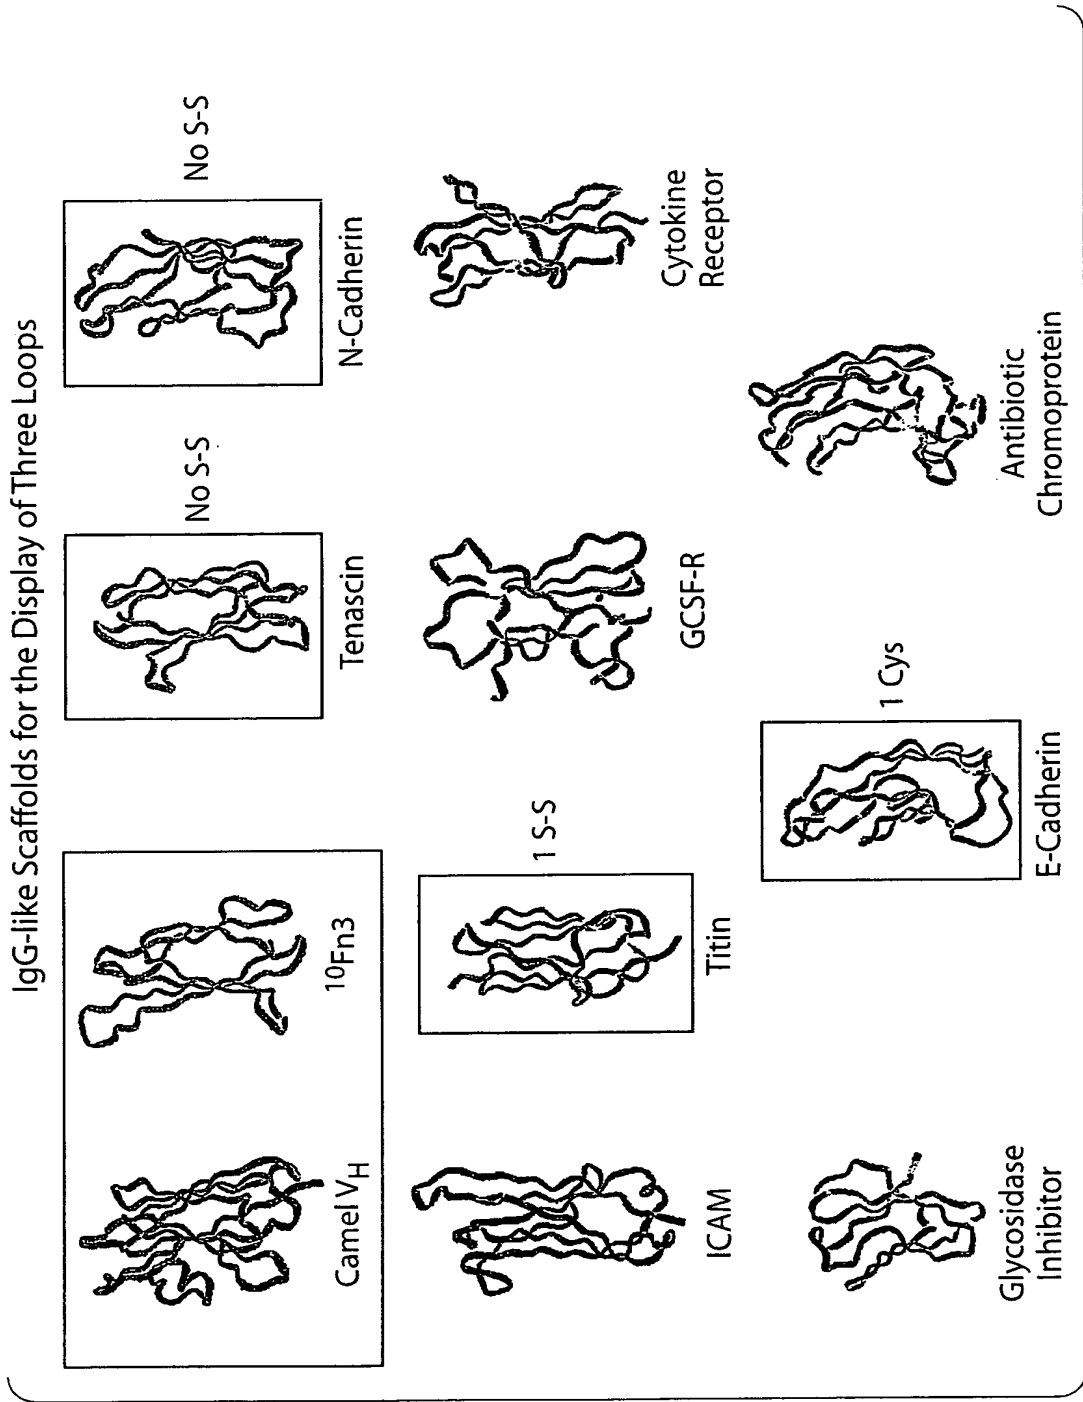 IgG-like Scaffolds for the Display of Three Loops
Camel VH
10Fn3
Tenascin
No S-S
N-Cadherin
No S-S
ICAM
Titin
1 S-S
GCSF-R
Cytokine
Receptor
Glycosidase
Inhibitor
E-Cadherin
1 Cys
Antibiotic
Chromoprotein